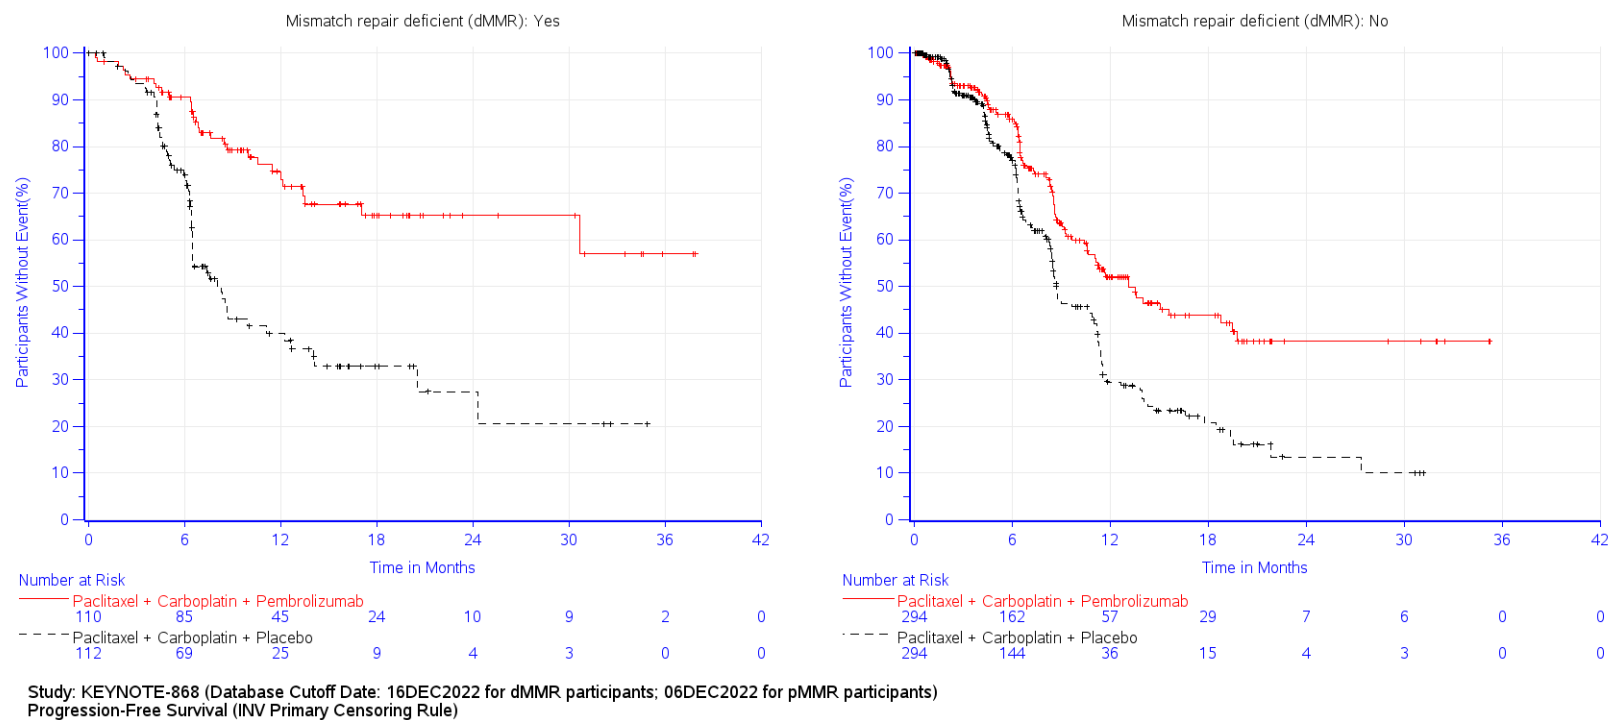 Mismatch repair deficient (dMMR): Yes
100
90
80
70
60
50
40
30
20
10
0
Participants Without Event(%)
0 6 12 18 24 30 36 42
Time in Months
Number at Risk
Paclitaxel + Carboplatin + Pembrolizumab
110 85 45 24 10 9 2 0
Paclitaxel + Carboplatin + Placebo
112 69 25 9 4 3 0 0
Mismatch repair deficient (dMMR): No
100
90
80
70
60
50
40
30
20
10
0
Participants Without Event(%)
0 6 12 18 24 30 36 42
Time in Months
Number at Risk
Paclitaxel + Carboplatin + Pembrolizumab
294 162 57 29 7 6 0 0
Paclitaxel + Carboplatin + Placebo
294 144 36 15 4 3 0 0
Study: KEYNOTE-868 (Database Cutoff Date: 16DEC2022 for dMMR participants; 06DEC2022 for pMMR participants)
Progression-Free Survival (INV Primary Censoring Rule)